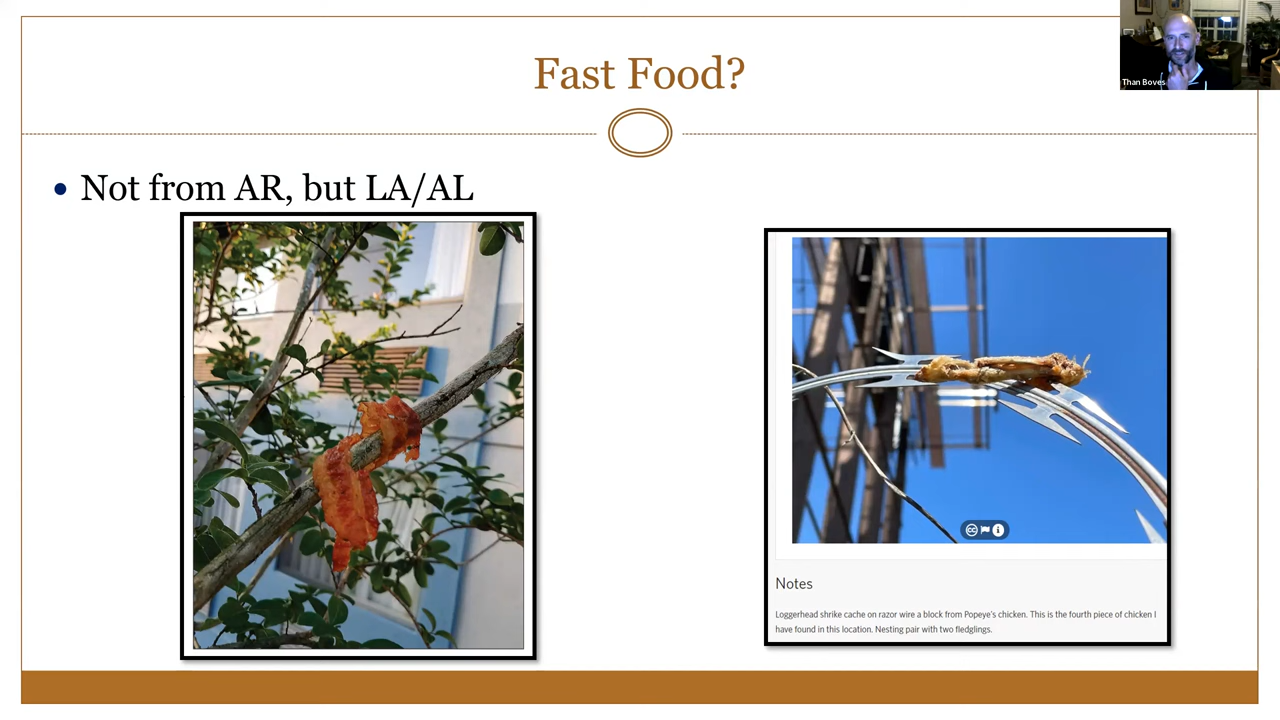 Fast Food?
Than Boves
• Not from AR, but LA/AL
Notes
Loggerhead shrike cache on razor wire a block from Popeye's chicken. This is the fourth piece of chicken I
have found in this location. Nesting pair with two fledglings.